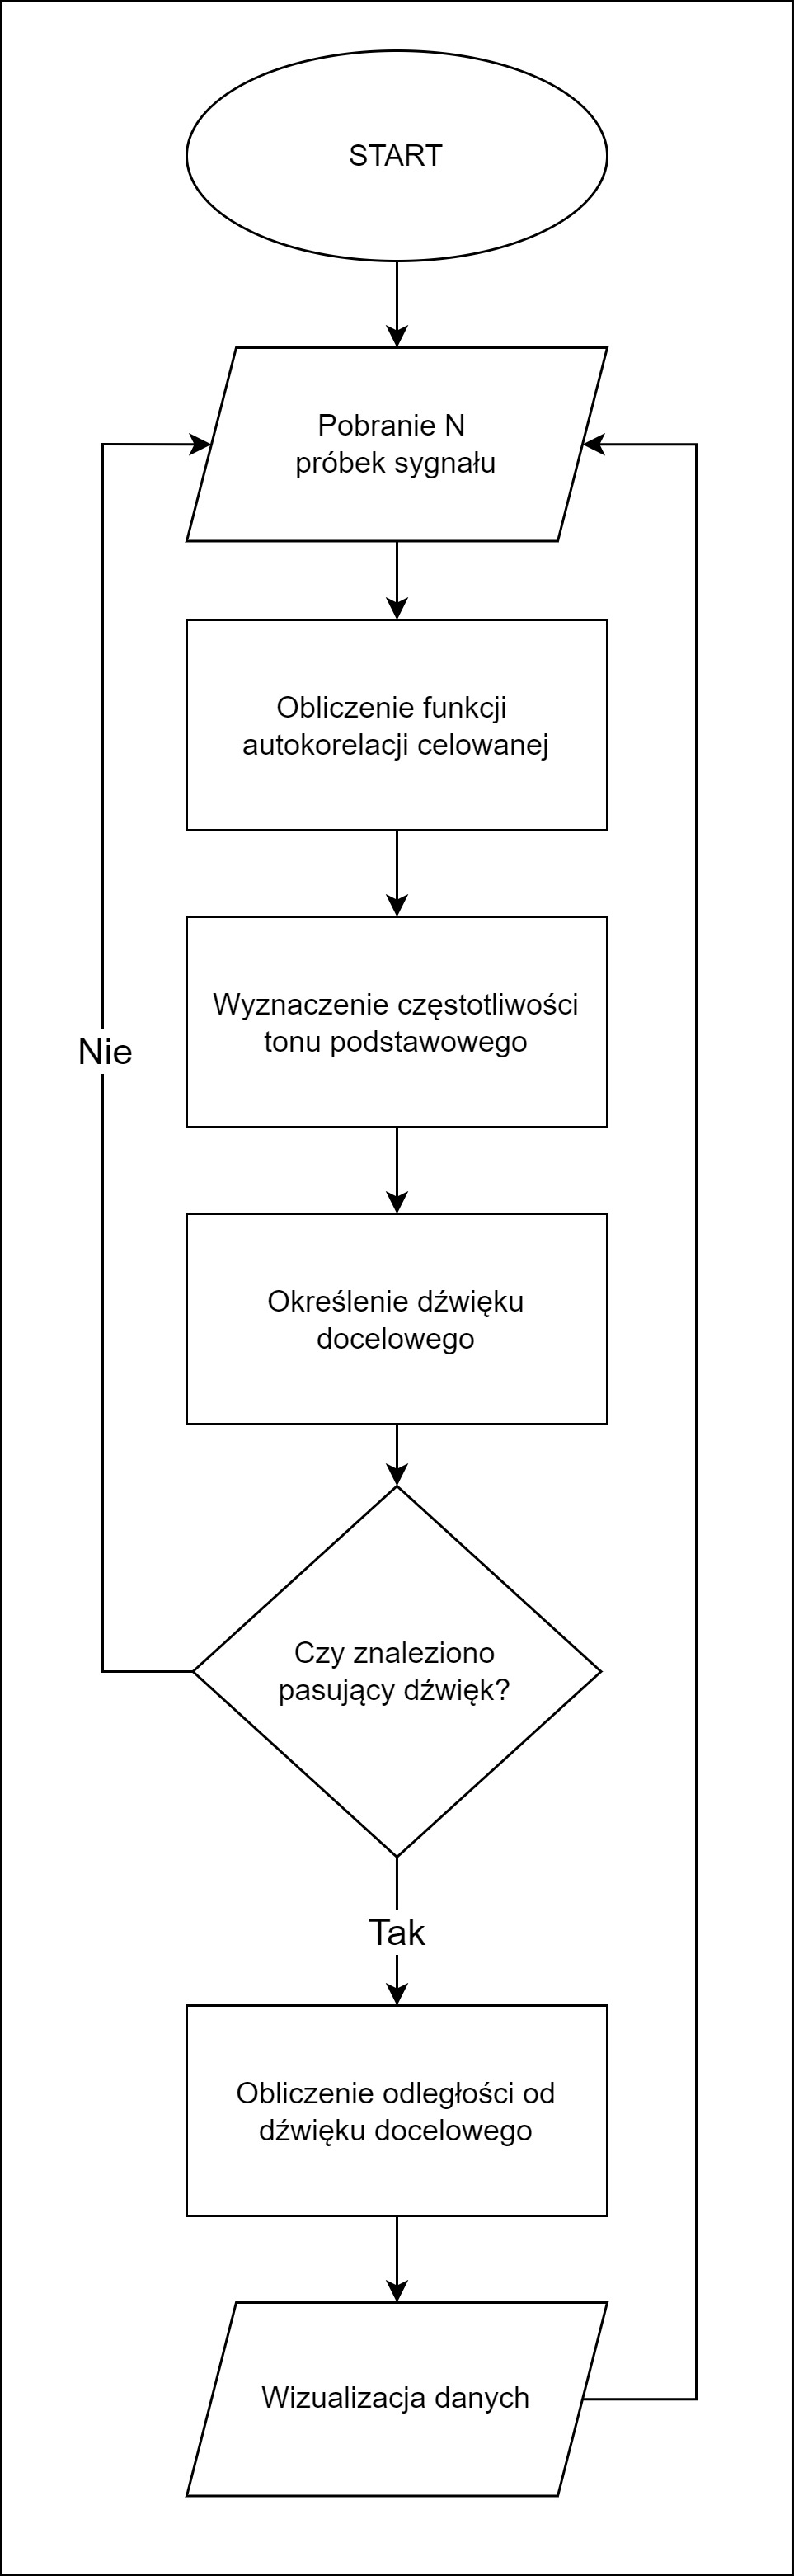 START
Pobranie N
próbek sygnału
Obliczenie funkcji
autokorelacji celowanej
Wyznaczenie częstotliwości
tonu podstawowego
Nie
Określenie dźwięku
docelowego
Czy znaleziono
pasujący dźwięk?
Tak
Obliczenie odległości od
dźwięku docelowego
Wizualizacja danych